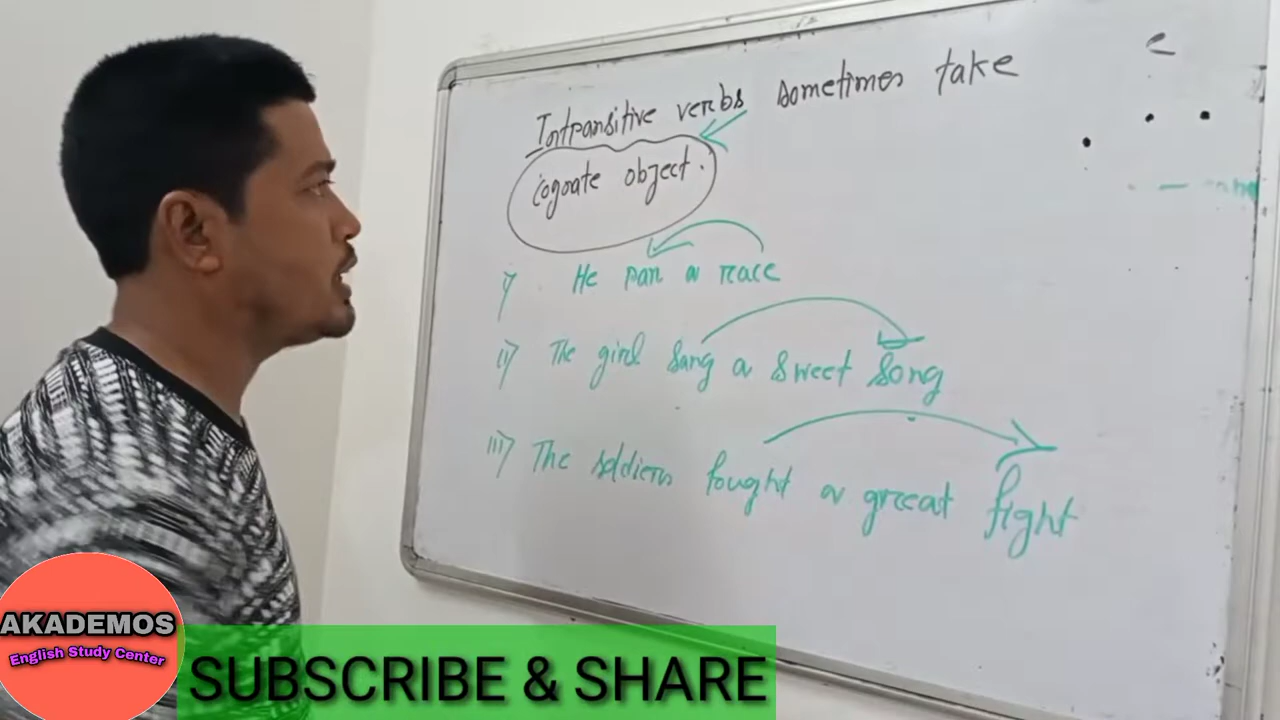 Intransitive verbs sometimes take
Cognate object.
i) He ran a race
ii) The girl sang a sweet song
iii) The soldiers fought a great fight
AKADEMOS
English Study Center
SUBSCRIBE & SHARE